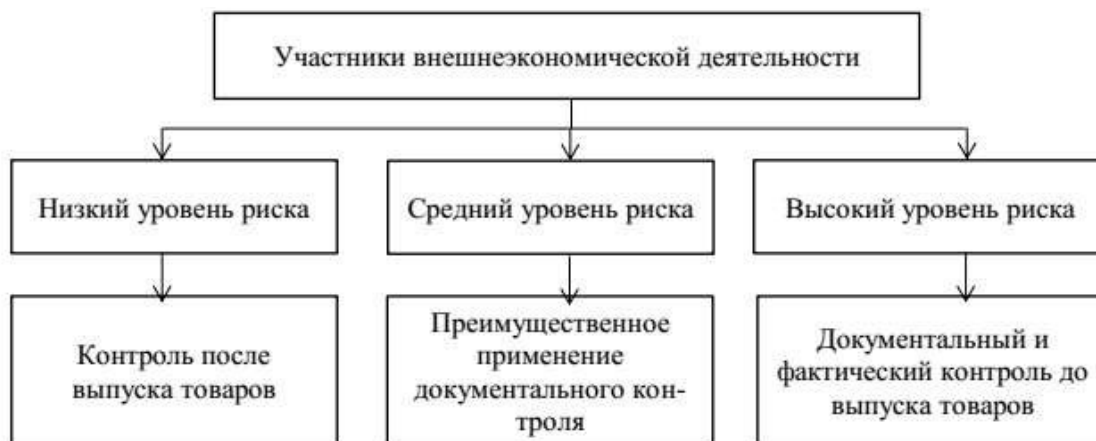 Участники внешнеэкономической деятельности
Низкий уровень риска
Средний уровень риска
Высокий уровень риска
Контроль после
выпуска товаров
Преимущественное
применение
документального кон-
троля
Документальный и
фактический контроль до
выпуска товаров